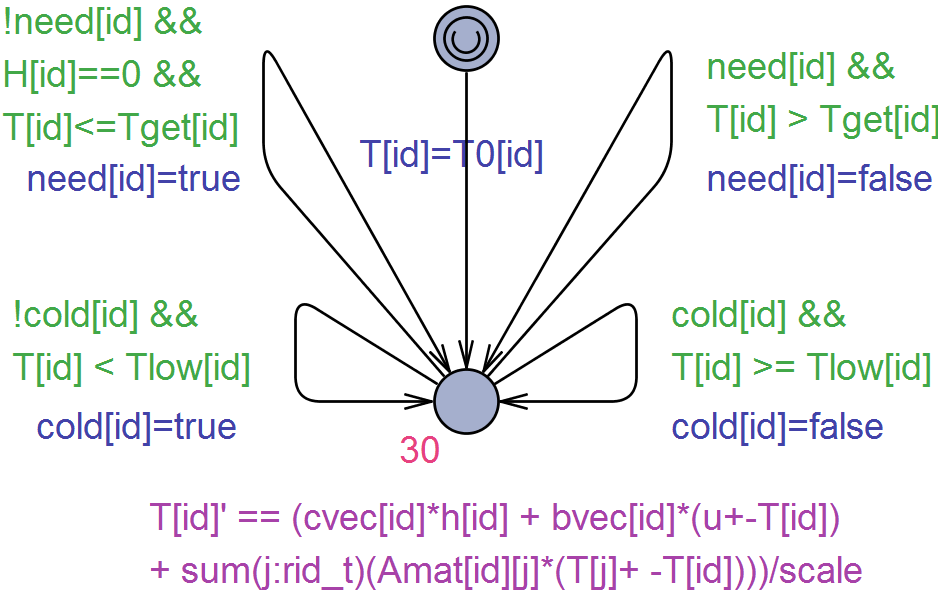 !need[id] &&
H[id]==0 &&
T[id]<=Tget[id]
need[id]=true
T[id]=T0[id]
need[id] &&
T[id] > Tget[id]
need[id]=false
!cold[id] &&
T[id] < Tlow[id]
cold[id]=true
cold[id] &&
T[id] >= Tlow[id]
cold[id]=false
30
T[id]' == (cvec[id]*h[id] + bvec[id]*(u+-T[id])
+ sum(j:rid_t)(Amat[id][j]*(T[j]+ -T[id])))/scale